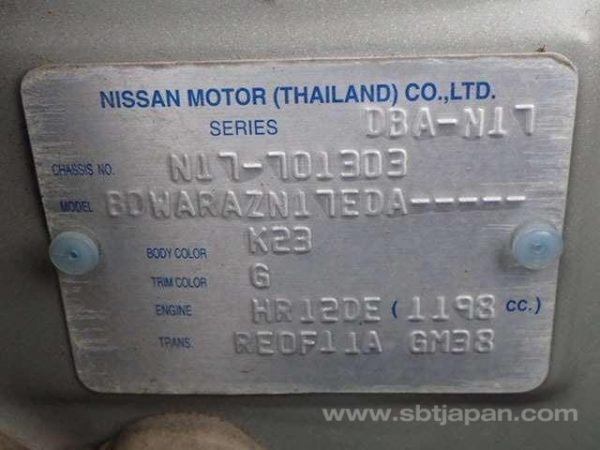 NISSAN MOTOR (THAILAND) CO.,LTD.
SERIES DBA-N17
CHASSIS NO. N17-701303
MODEL BDWARAZN17EDA-----
BODY COLOR K23
TRIM COLOR G
ENGINE HR12DE ( 1198 CC.)
TRANS. RE0F11A GM38
www.sbtjapan.com